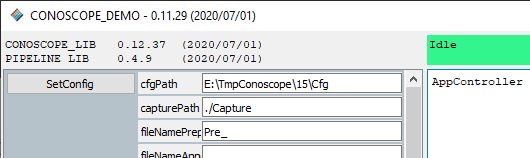 CONOSCOPE_DEMO - 0.11.29 (2020/07/01)
CONOSCOPE_LIB 0.12.37 (2020/07/01)
PIPELINE LIB 0.4.9 (2020/07/01)
Idle
SetConfig
cfgPath E:\TmpConoscope\15\Cfg
AppController
capturePath ./Capture
fileNamePrep Pre_
fileNameApp